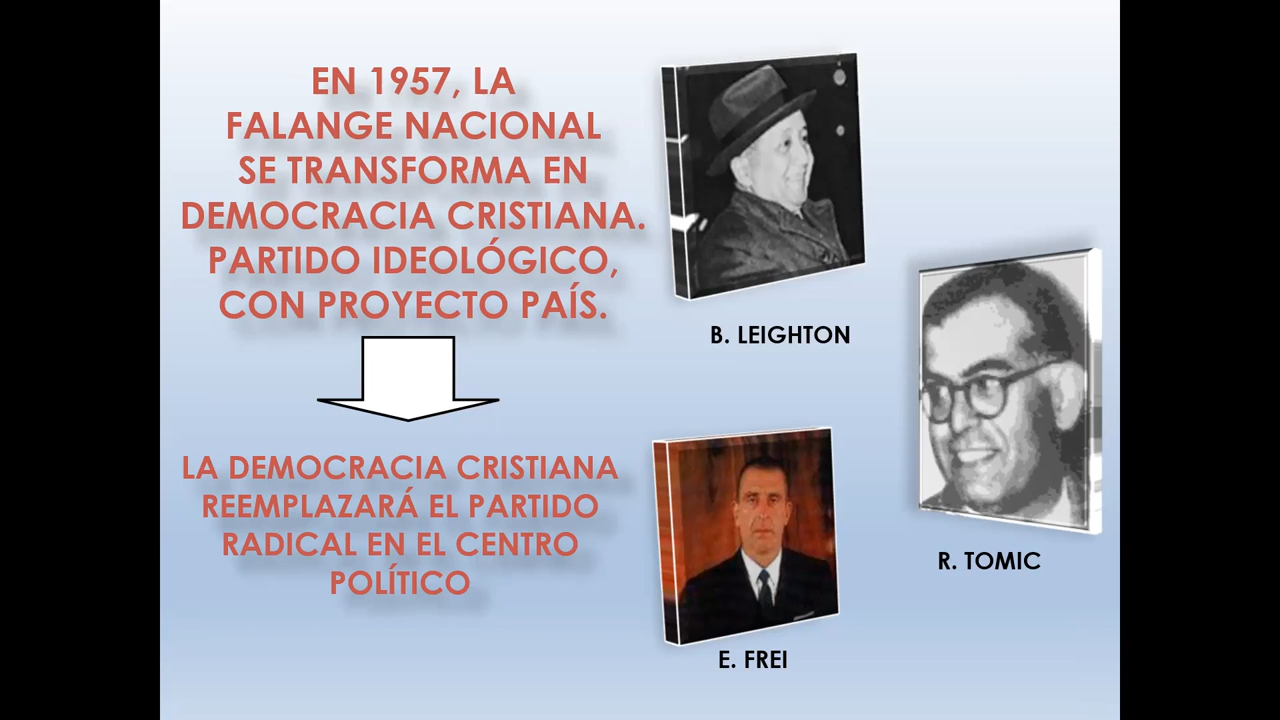 EN 1957, LA
FALANGE NACIONAL
SE TRANSFORMA EN
DEMOCRACIA CRISTIANA.
PARTIDO IDEOLÓGICO,
CON PROYECTO PAÍS.
LA DEMOCRACIA CRISTIANA
REEMPLAZARÁ EL PARTIDO
RADICAL EN EL CENTRO
POLÍTICO
B. LEIGHTON
R. TOMIC
E. FREI